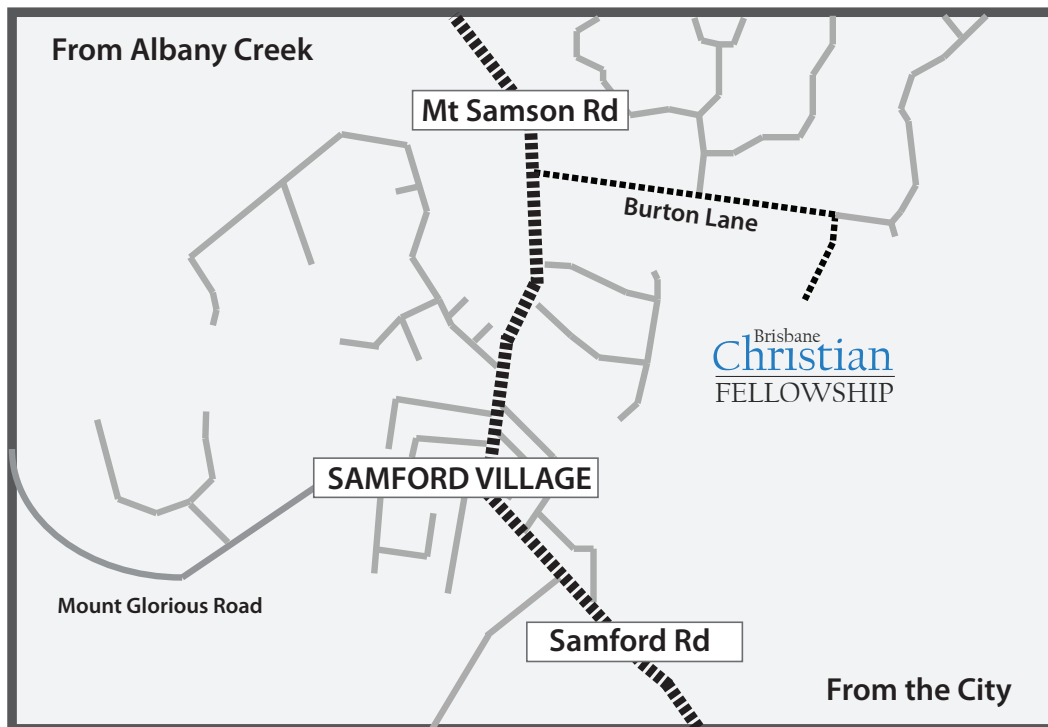 From Albany Creek
Mt Samson Rd
Burton Lane
Brisbane
Christian
FELLOWSHIP
SAMFORD VILLAGE
Mount Glorious Road
Samford Rd
From the City